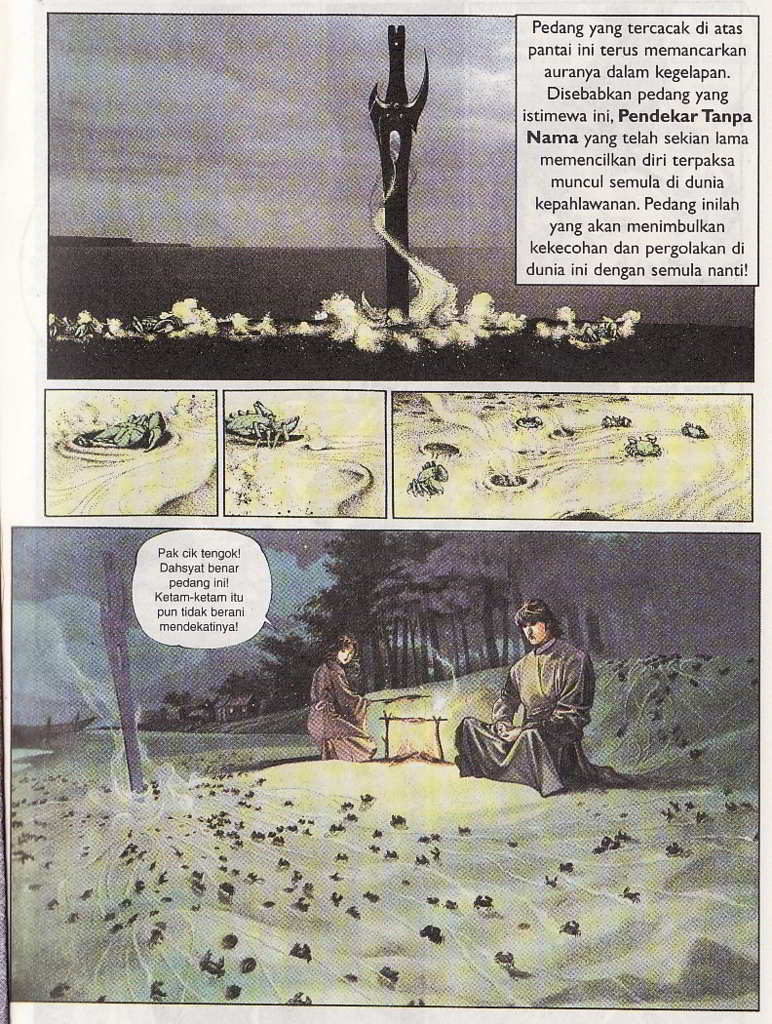 Pedang yang tercacak di atas
pantai ini terus memancarkan
auranya dalam kegelapan.
Disebabkan pedang yang
istimewa ini, Pendekar Tanpa
Nama yang telah sekian lama
memencilkan diri terpaksa
muncul semula di dunia
kepahlawanan. Pedang inilah
yang akan menimbulkan
kekecohan dan pergolakan di
dunia ini dengan semula nanti!
Pak cik tengok!
Dahsyat benar
pedang ini!
Ketam-ketam itu
pun tidak berani
mendekatinya!